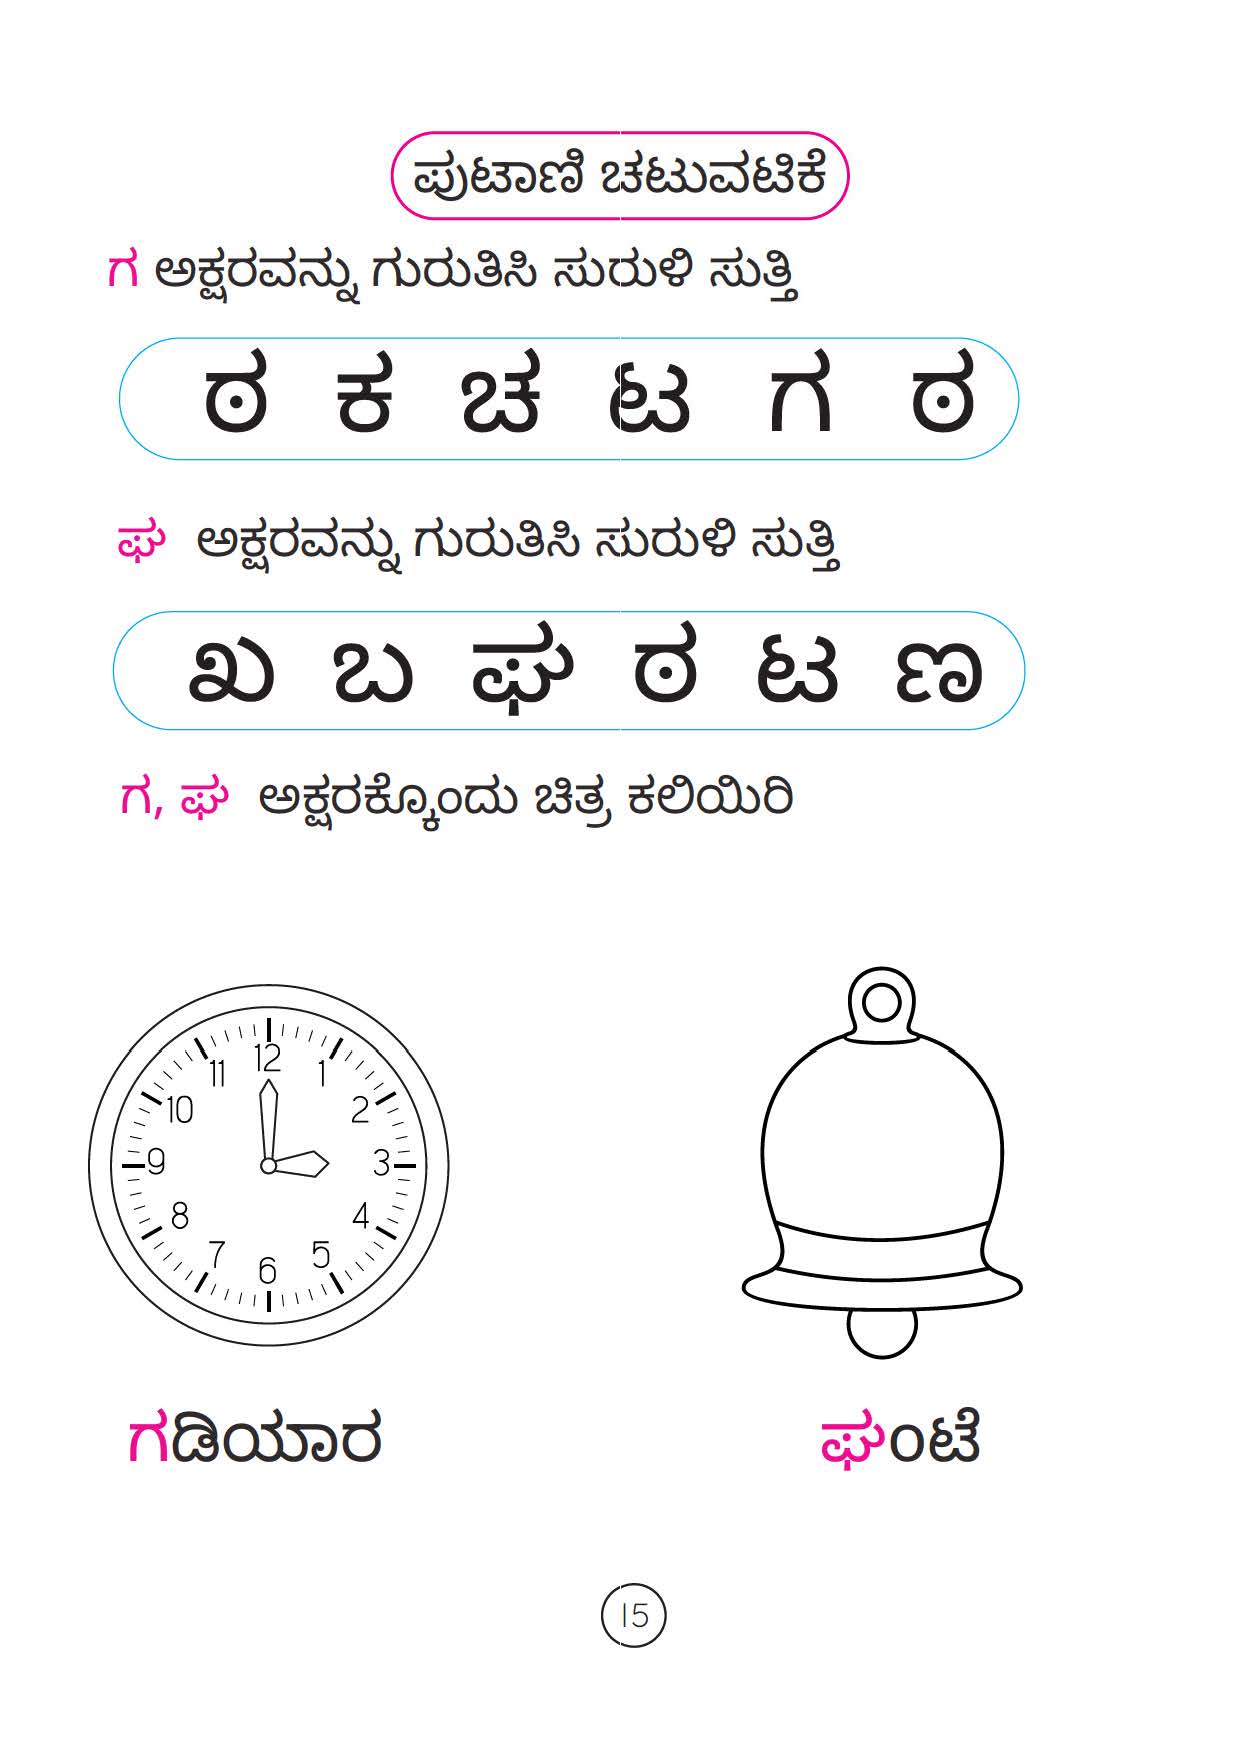 ಪುಟಾಣಿ ಚಟುವಟಿಕೆ
ಗ ಅಕ್ಷರವನ್ನು ಗುರುತಿಸಿ ಸುರುಳಿ ಸುತ್ತಿ
ಠ ಕ ಚ ಟ ಗ ಠ
ಘ ಅಕ್ಷರವನ್ನು ಗುರುತಿಸಿ ಸುರುಳಿ ಸುತ್ತಿ
ಖ ಬ ಘ ಠ ಟ ಣ
ಗ, ಘ ಅಕ್ಷರಕ್ಕೊಂದು ಚಿತ್ರ ಕಲಿಯಿರಿ
12
11 1
10 2
9 3
8 4
7 5
6
ಗಡಿಯಾರ ಘಂಟೆ
15